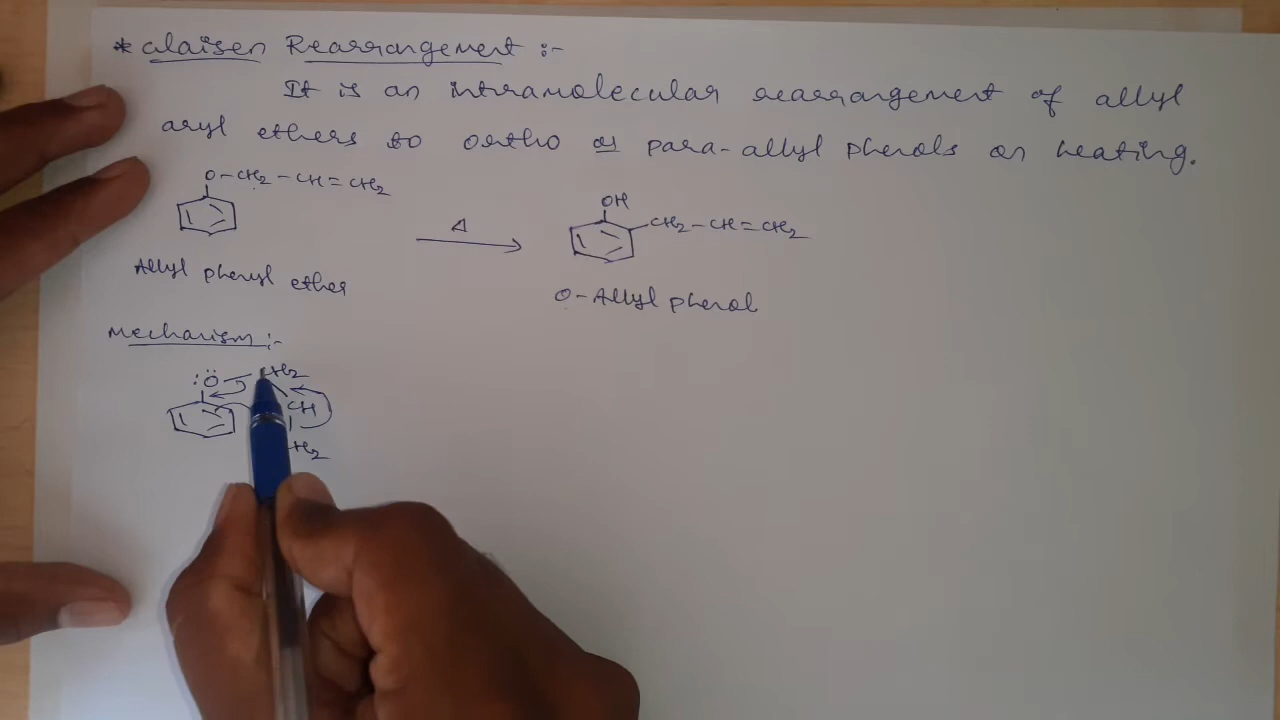 * Claisen Rearrangement :-
It is an intramolecular rearrangement of allyl
aryl ethers to ortho or para-allyl phenols on heating.
O-CH2-CH=CH2
OH
CH2-CH=CH2
Δ
Allyl phenyl ether
O-Allyl phenol
Mechanism :-
:Ö
CH2
CH